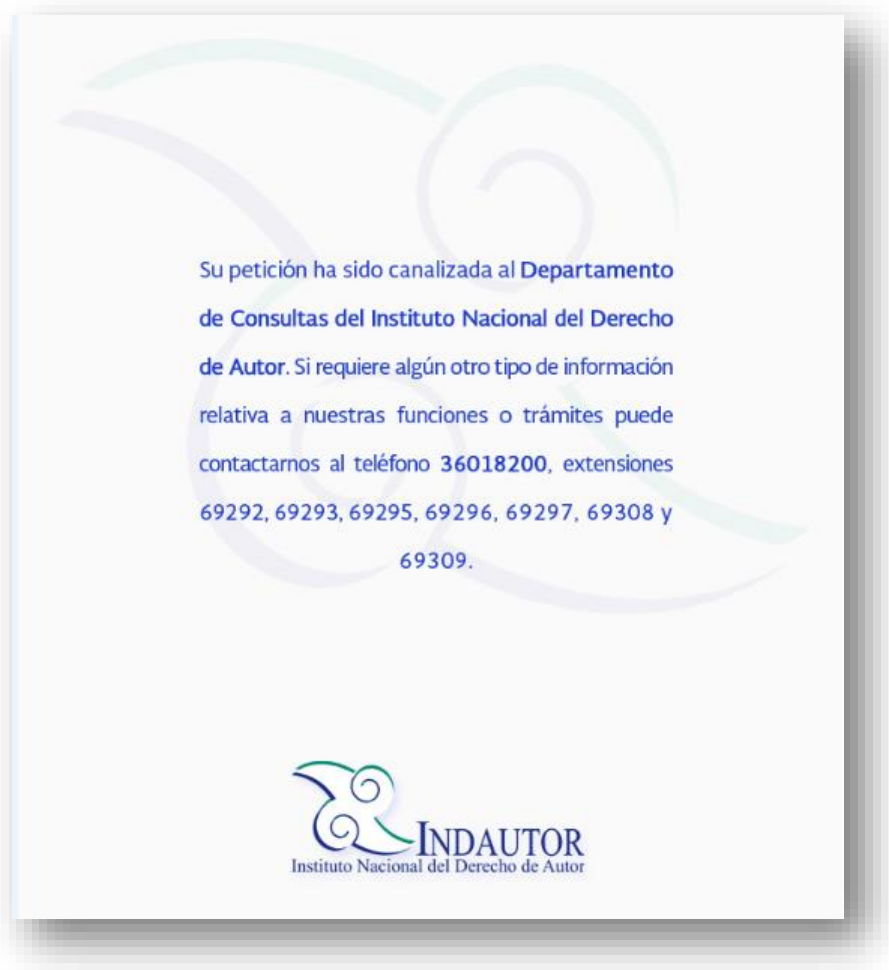 Su petición ha sido canalizada al Departamento
de Consultas del Instituto Nacional del Derecho
de Autor. Si requiere algún otro tipo de información
relativa a nuestras funciones o trámites puede
contactarnos al teléfono 36018200, extensiones
69292, 69293, 69295, 69296, 69297, 69308 y
69309.
INDAUTOR
Instituto Nacional del Derecho de Autor